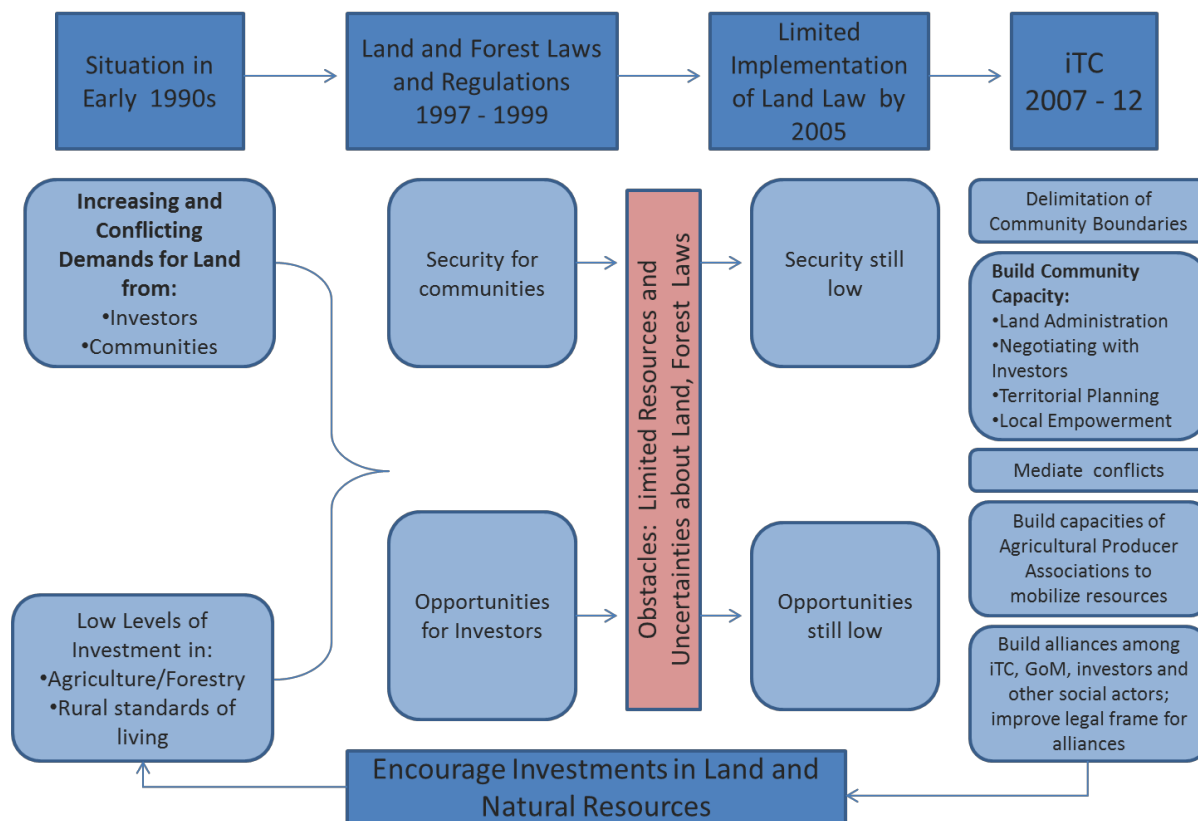 Situation in
Early 1990s
Land and Forest Laws
and Regulations
1997 - 1999
Limited
Implementation
of Land Law by
2005
iTC
2007 - 12
Increasing and
Conflicting
Demands for Land
from:
•Investors
•Communities
Low Levels of
Investment in:
•Agriculture/Forestry
•Rural standards of
living
Security for
communities
Opportunities
for Investors
Obstacles: Limited Resources and
Uncertainties about Land, Forest Laws
Security still
low
Opportunities
still low
Delimitation of
Community Boundaries
Build Community
Capacity:
•Land Administration
•Negotiating with
Investors
•Territorial Planning
•Local Empowerment
Mediate conflicts
Build capacities of
Agricultural Producer
Associations to
mobilize resources
Build alliances among
iTC, GoM, investors and
other social actors;
improve legal frame for
alliances
Encourage Investments in Land and
Natural Resources